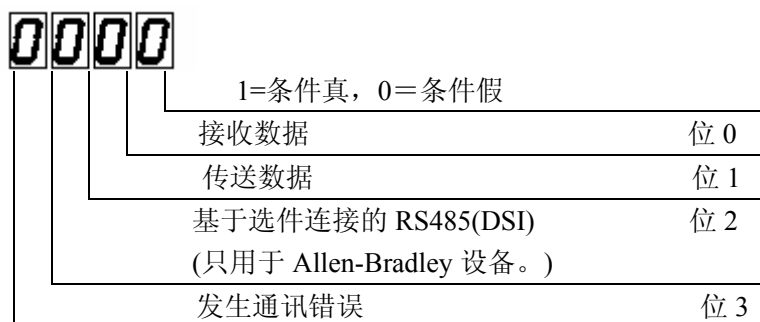 0000
1=条件真，0＝条件假
接收数据 位 0
传送数据 位 1
基于选件连接的 RS485(DSI) 位 2
(只用于 Allen-Bradley 设备。)
发生通讯错误 位 3